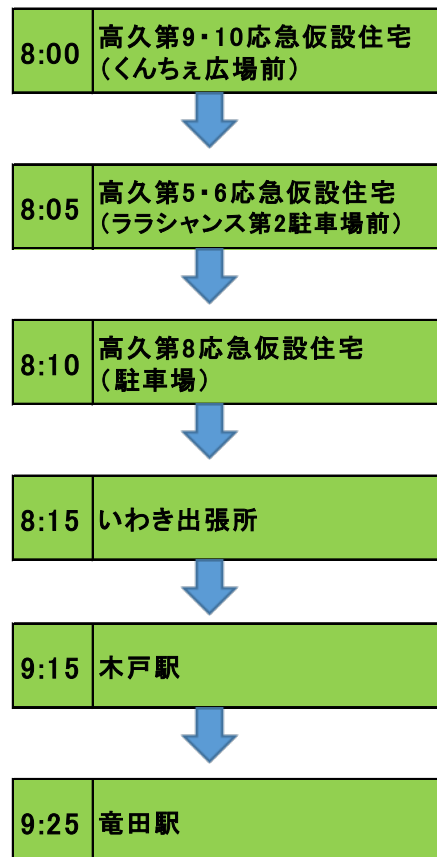 8:00
高久第9・10応急仮設住宅
(くんちぇ広場前)
8:05
高久第5・6応急仮設住宅
(ララシャンス第2駐車場前)
8:10
高久第8応急仮設住宅
(駐車場)
8:15
いわき出張所
9:15
木戸駅
9:25
竜田駅